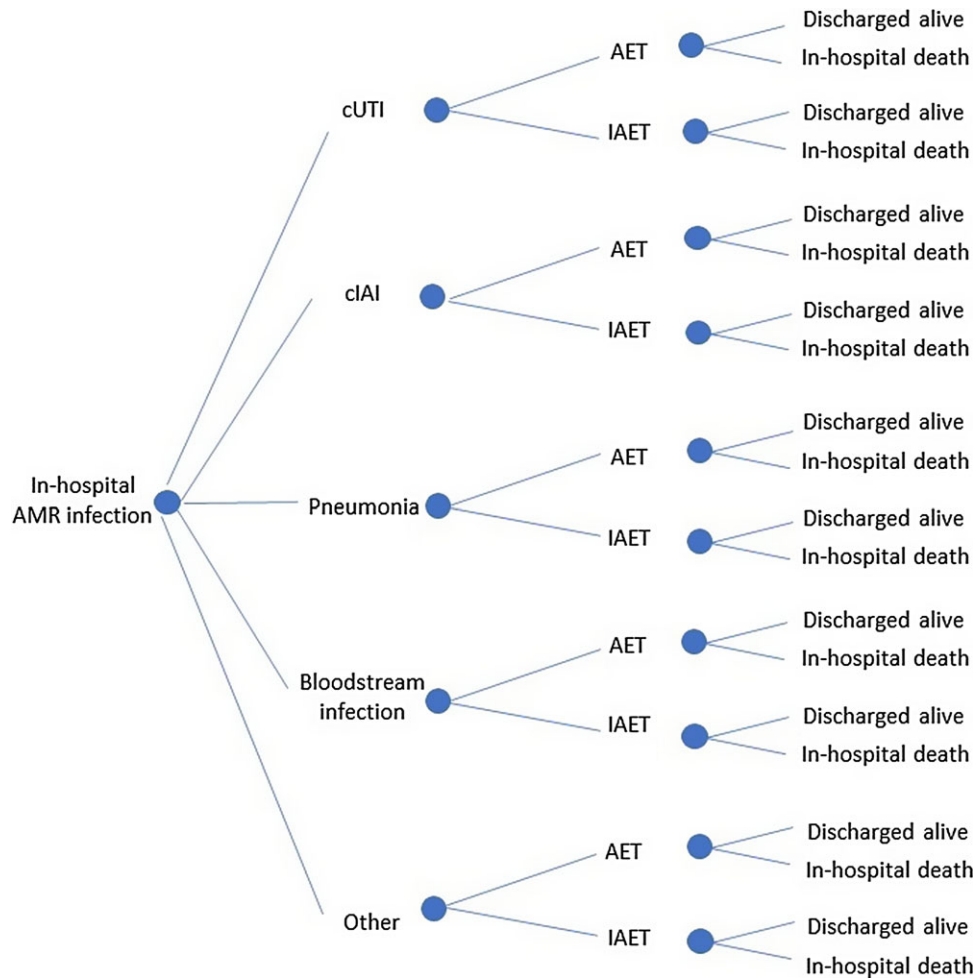 In-hospital
AMR infection
cUTI
AET
Discharged alive
In-hospital death
IAET
Discharged alive
In-hospital death
cIAI
AET
Discharged alive
In-hospital death
IAET
Discharged alive
In-hospital death
Pneumonia
AET
Discharged alive
In-hospital death
IAET
Discharged alive
In-hospital death
Bloodstream
infection
AET
Discharged alive
In-hospital death
IAET
Discharged alive
In-hospital death
Other
AET
Discharged alive
In-hospital death
IAET
Discharged alive
In-hospital death